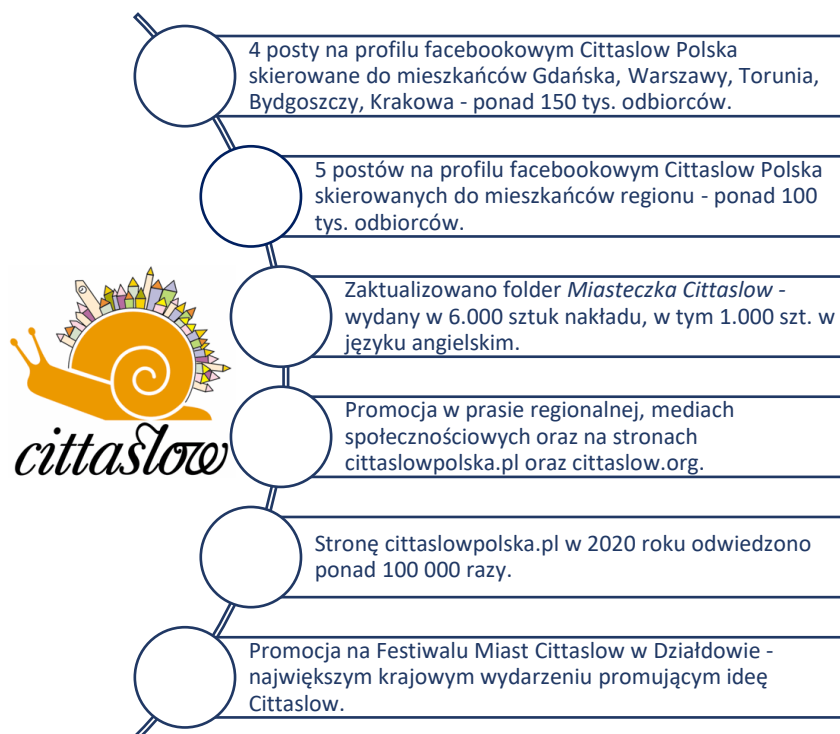 4 posty na profilu facebookowym Cittaslow Polska
skierowane do mieszkańców Gdańska, Warszawy, Torunia,
Bydgoszczy, Krakowa - ponad 150 tys. odbiorców.
5 postów na profilu facebookowym Cittaslow Polska
skierowanych do mieszkańców regionu - ponad 100
tys. odbiorców.
Zaktualizowano folder Miasteczka Cittaslow -
wydany w 6.000 sztuk nakładu, w tym 1.000 szt. w
języku angielskim.
cittaslow
Promocja w prasie regionalnej, mediach
społecznościowych oraz na stronach
cittaslowpolska.pl oraz cittaslow.org.
Stronę cittaslowpolska.pl w 2020 roku odwiedzono
ponad 100 000 razy.
Promocja na Festiwalu Miast Cittaslow w Działdowie -
największym krajowym wydarzeniu promującym ideę
Cittaslow.